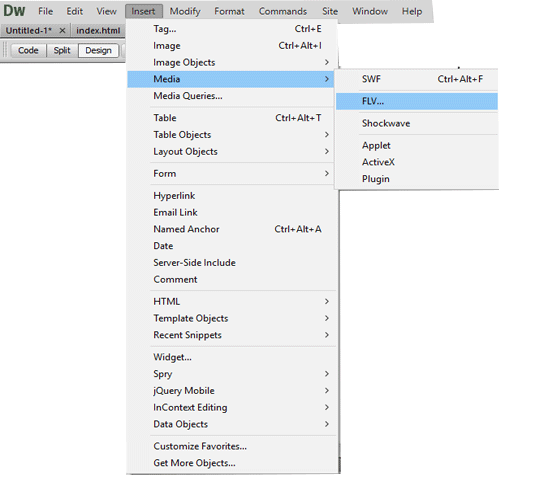 Dw File Edit View Insert Modify Format Commands Site Window Help
Untitled-1* × index.html
Code Split Design
Tag... Ctrl+E
Image Ctrl+Alt+I
Image Objects >
Media >
Media Queries...
Table Ctrl+Alt+T
Table Objects >
Layout Objects >
Form >
Hyperlink
Email Link
Named Anchor Ctrl+Alt+A
Date
Server-Side Include
Comment
HTML >
Template Objects >
Recent Snippets >
Widget...
Spry >
jQuery Mobile >
InContext Editing >
Data Objects >
Customize Favorites...
Get More Objects...
SWF Ctrl+Alt+F
FLV...
Shockwave
Applet
ActiveX
Plugin